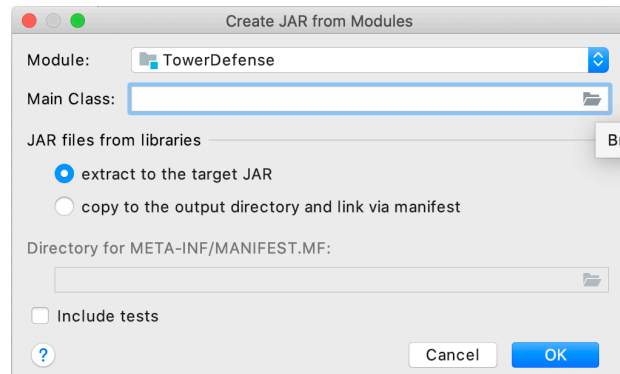 Create JAR from Modules
Module: TowerDefense
Main Class:
JAR files from libraries
extract to the target JAR
copy to the output directory and link via manifest
Directory for META-INF/MANIFEST.MF:
Include tests
? Cancel OK